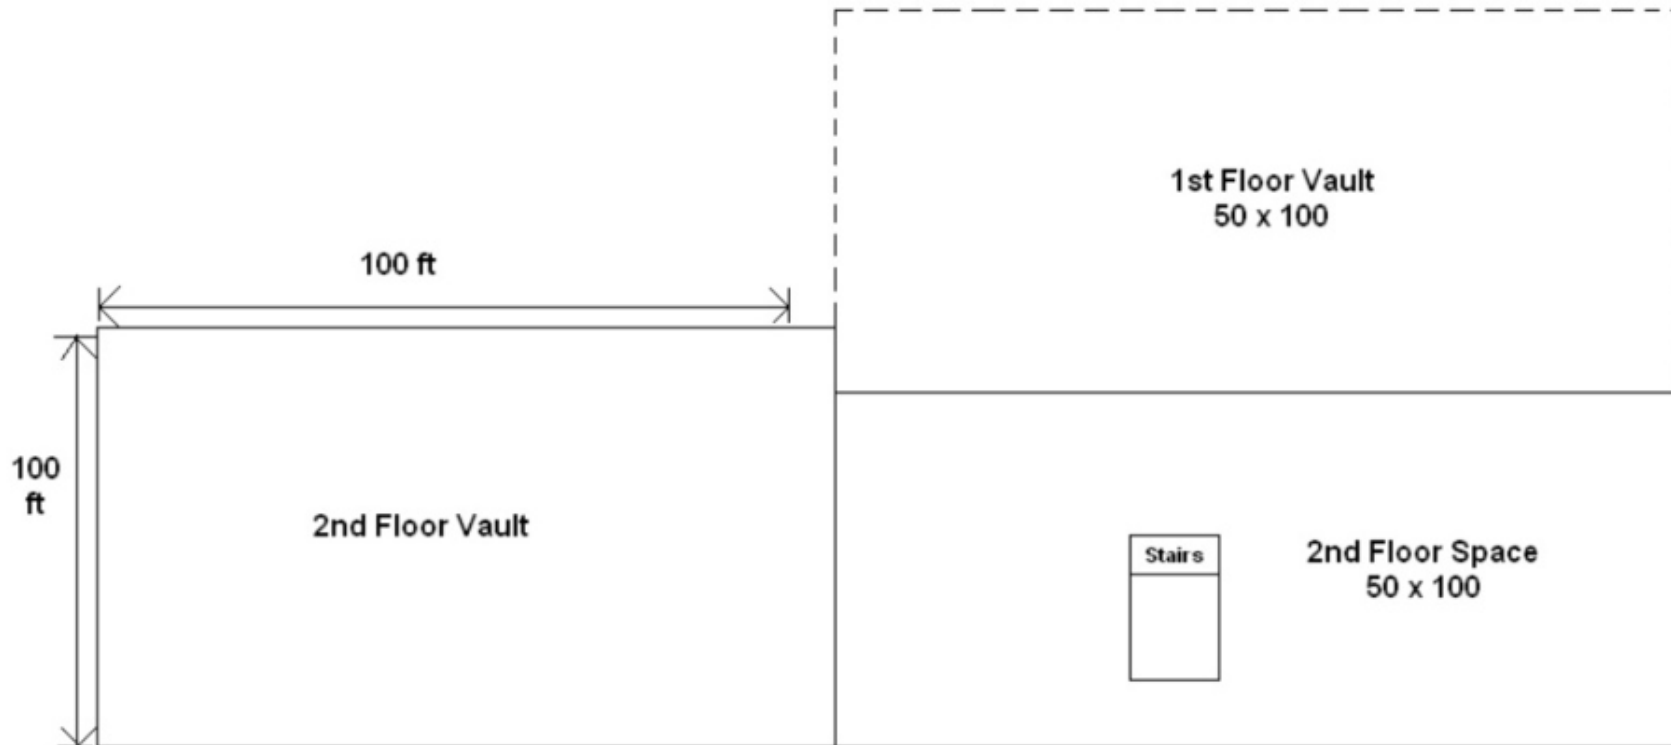 1st Floor Vault
50 x 100
100 ft
100
ft
2nd Floor Vault
Stairs
2nd Floor Space
50 x 100